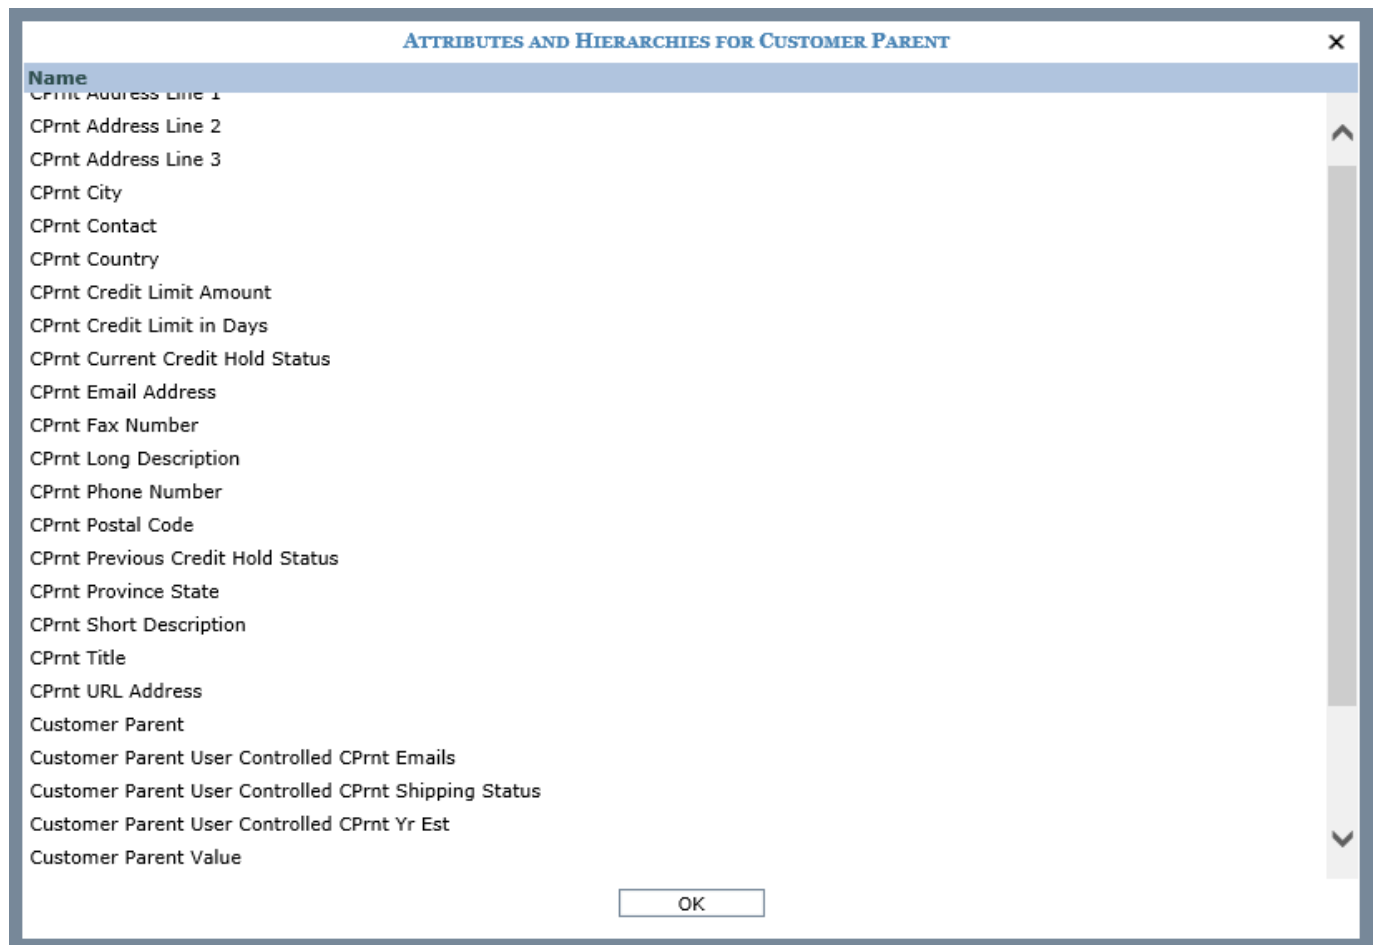 ATTRIBUTES AND HIERARCHIES FOR CUSTOMER PARENT
Name
CPrnt Address Line 1
CPrnt Address Line 2
CPrnt Address Line 3
CPrnt City
CPrnt Contact
CPrnt Country
CPrnt Credit Limit Amount
CPrnt Credit Limit in Days
CPrnt Current Credit Hold Status
CPrnt Email Address
CPrnt Fax Number
CPrnt Long Description
CPrnt Phone Number
CPrnt Postal Code
CPrnt Previous Credit Hold Status
CPrnt Province State
CPrnt Short Description
CPrnt Title
CPrnt URL Address
Customer Parent
Customer Parent User Controlled CPrnt Emails
Customer Parent User Controlled CPrnt Shipping Status
Customer Parent User Controlled CPrnt Yr Est
Customer Parent Value
OK